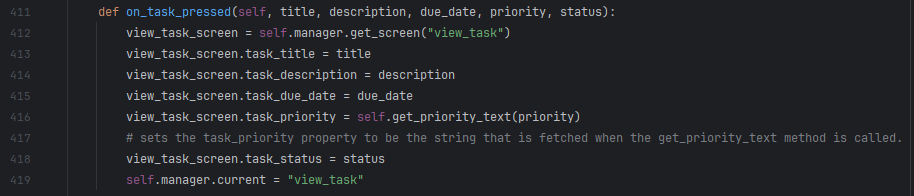 411 def on_task_pressed(self, title, description, due_date, priority, status):
412 view_task_screen = self.manager.get_screen("view_task")
413 view_task_screen.task_title = title
414 view_task_screen.task_description = description
415 view_task_screen.task_due_date = due_date
416 view_task_screen.task_priority = self.get_priority_text(priority)
417 # sets the task_priority property to be the string that is fetched when the get_priority_text method is called.
418 view_task_screen.task_status = status
419 self.manager.current = "view_task"